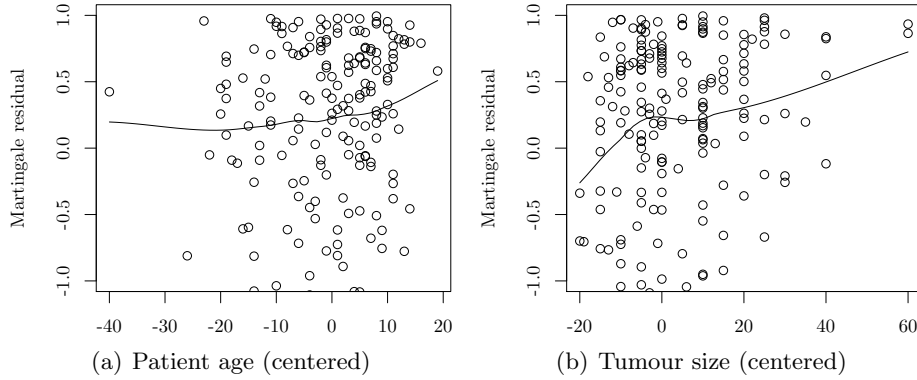 Martingale residual
1.0
0.5
0.0
-0.5
-1.0
-40 -30 -20 -10 0 10 20
(a) Patient age (centered)
Martingale residual
1.0
0.5
0.0
-0.5
-1.0
-20 0 20 40 60
(b) Tumour size (centered)